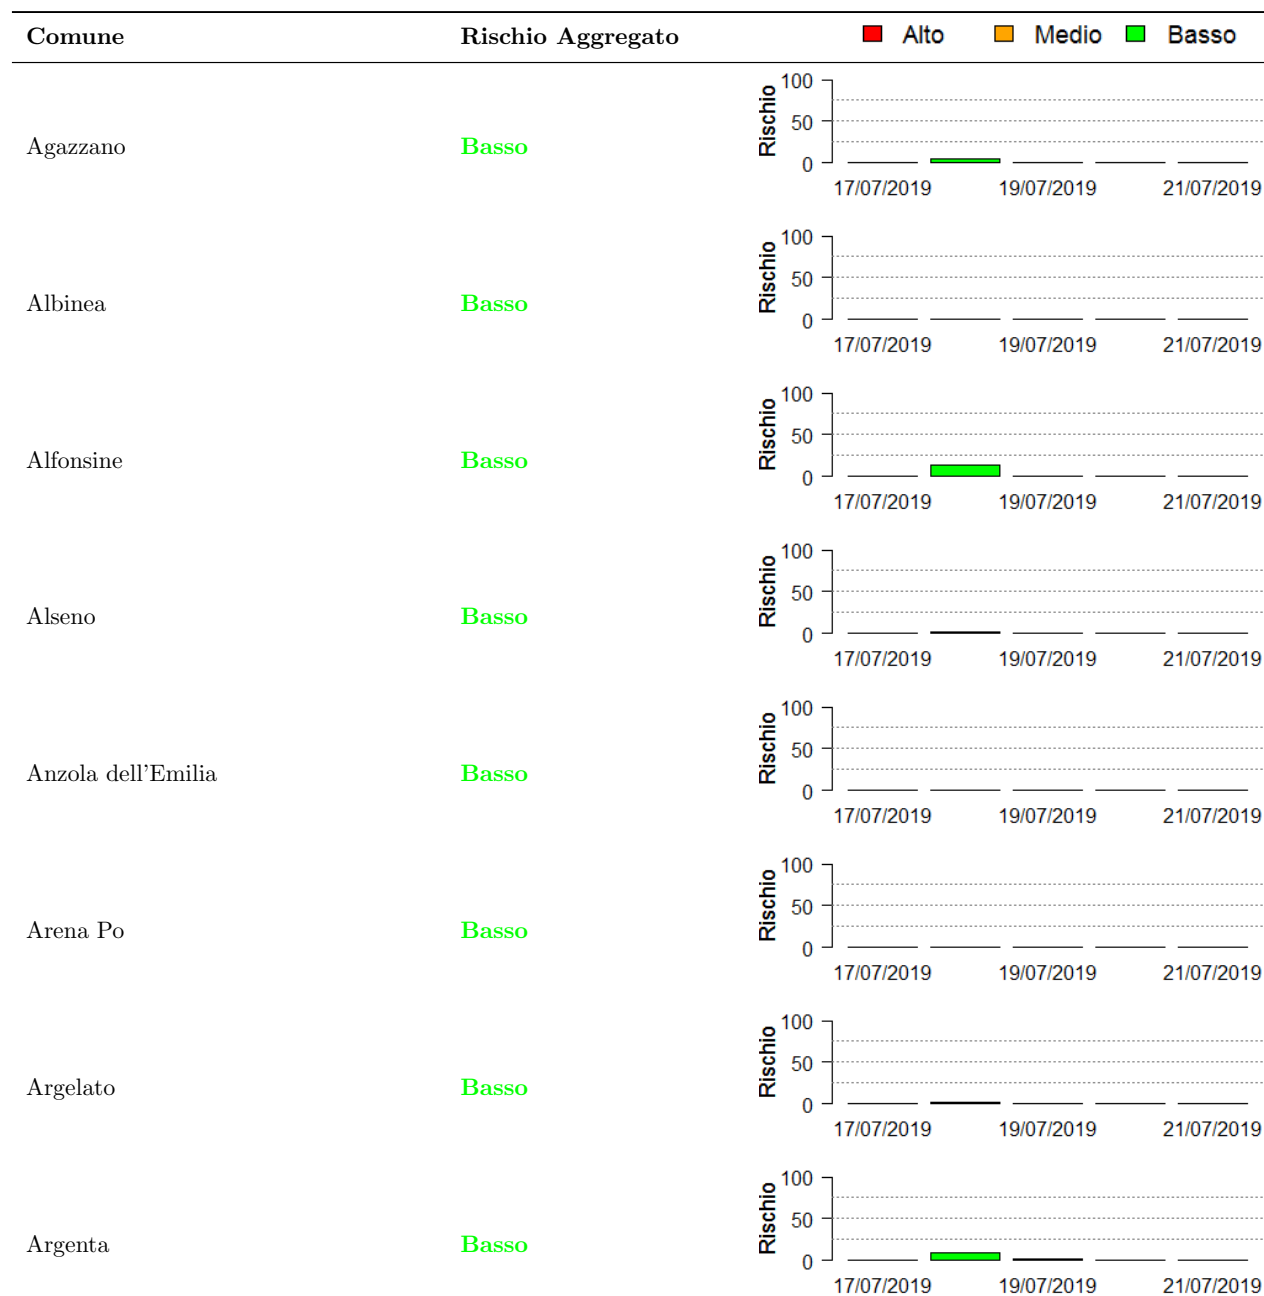 Comune Rischio Aggregato Alto Medio Basso
100
50
0
Rischio
Agazzano Basso
17/07/2019 19/07/2019 21/07/2019
100
50
0
Rischio
Albinea Basso
17/07/2019 19/07/2019 21/07/2019
100
50
0
Rischio
Alfonsine Basso
17/07/2019 19/07/2019 21/07/2019
100
50
0
Rischio
Alseno Basso
17/07/2019 19/07/2019 21/07/2019
100
50
0
Rischio
Anzola dell'Emilia Basso
17/07/2019 19/07/2019 21/07/2019
100
50
0
Rischio
Arena Po Basso
17/07/2019 19/07/2019 21/07/2019
100
50
0
Rischio
Argelato Basso
17/07/2019 19/07/2019 21/07/2019
100
50
0
Rischio
Argenta Basso
17/07/2019 19/07/2019 21/07/2019